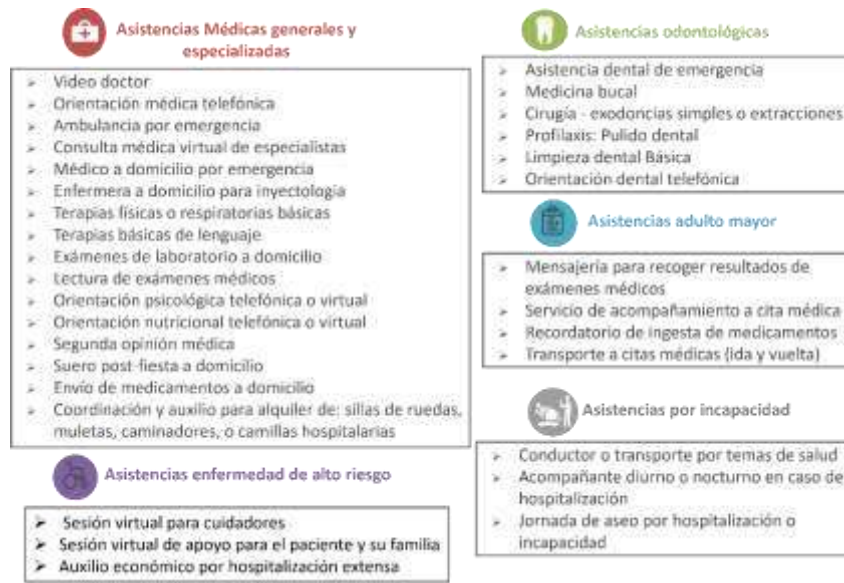 Asistencias Médicas generales y
especializadas
➢ Video doctor
➢ Orientación médica telefónica
➢ Ambulancia por emergencia
➢ Consulta médica virtual de especialistas
➢ Médico a domicilio por emergencia
➢ Enfermera a domicilio para inyectología
➢ Terapias físicas o respiratorias básicas
➢ Terapias básicas de lenguaje
➢ Exámenes de laboratorio a domicilio
➢ Lectura de exámenes médicos
➢ Orientación psicológica telefónica o virtual
➢ Orientación nutricional telefónica o virtual
➢ Segunda opinión médica
➢ Suero post-fiesta a domicilio
➢ Envío de medicamentos a domicilio
➢ Coordinación y auxilio para alquiler de: sillas de ruedas,
muletas, caminadores, o camillas hospitalarias
Asistencias enfermedad de alto riesgo
➢ Sesión virtual para cuidadores
➢ Sesión virtual de apoyo para el paciente y su familia
➢ Auxilio económico por hospitalización extensa
Asistencias odontológicas
➢ Asistencia dental de emergencia
➢ Medicina bucal
➢ Cirugía - exodoncias simples o extracciones
➢ Profilaxis: Pulido dental
➢ Limpieza dental Básica
➢ Orientación dental telefónica
Asistencias adulto mayor
➢ Mensajería para recoger resultados de
exámenes médicos
➢ Servicio de acompañamiento a cita médica
➢ Recordatorio de ingesta de medicamentos
➢ Transporte a citas médicas (ida y vuelta)
Asistencias por incapacidad
➢ Conductor o transporte por temas de salud
➢ Acompañante diurno o nocturno en caso de
hospitalización
➢ Jornada de aseo por hospitalización o
incapacidad